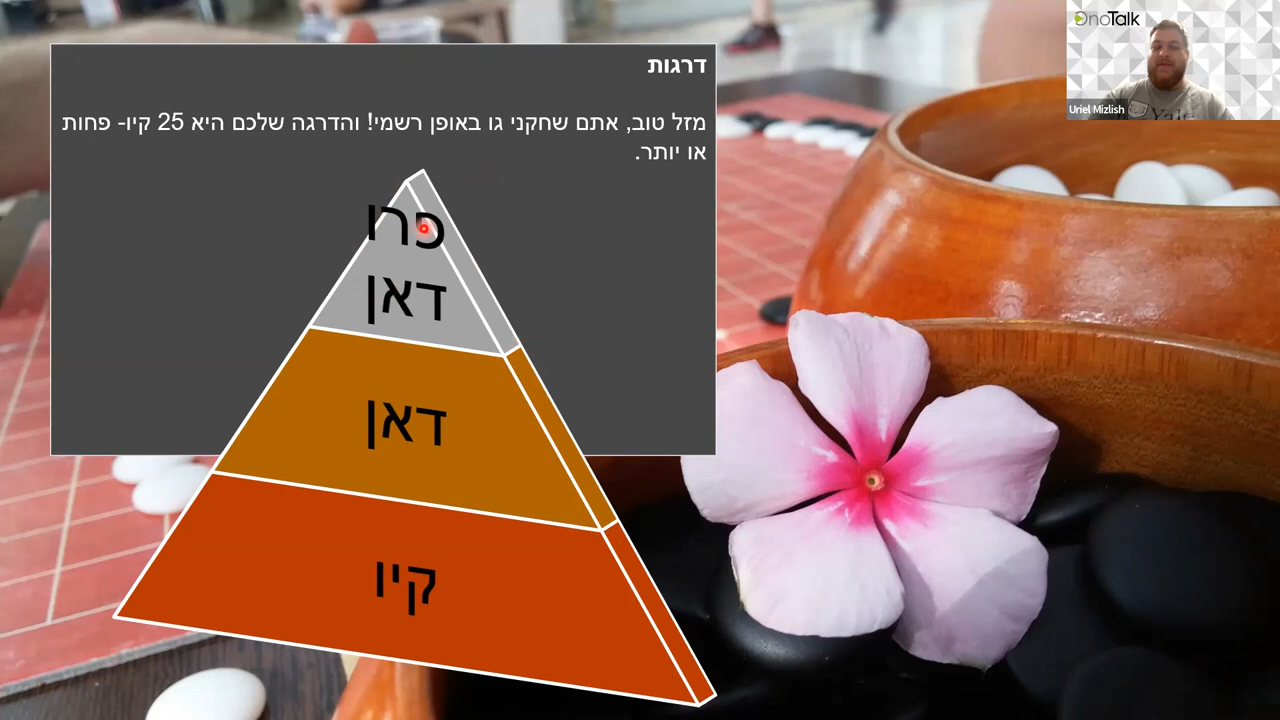 דרגות
מזל טוב, אתם שחקני גו באופן רשמי! והדרגה שלכם היא 25 קיו- פחות
או יותר.
פרו
דאן
דאן
קיו
OnoTalk
Uriel Mizlish
Yale